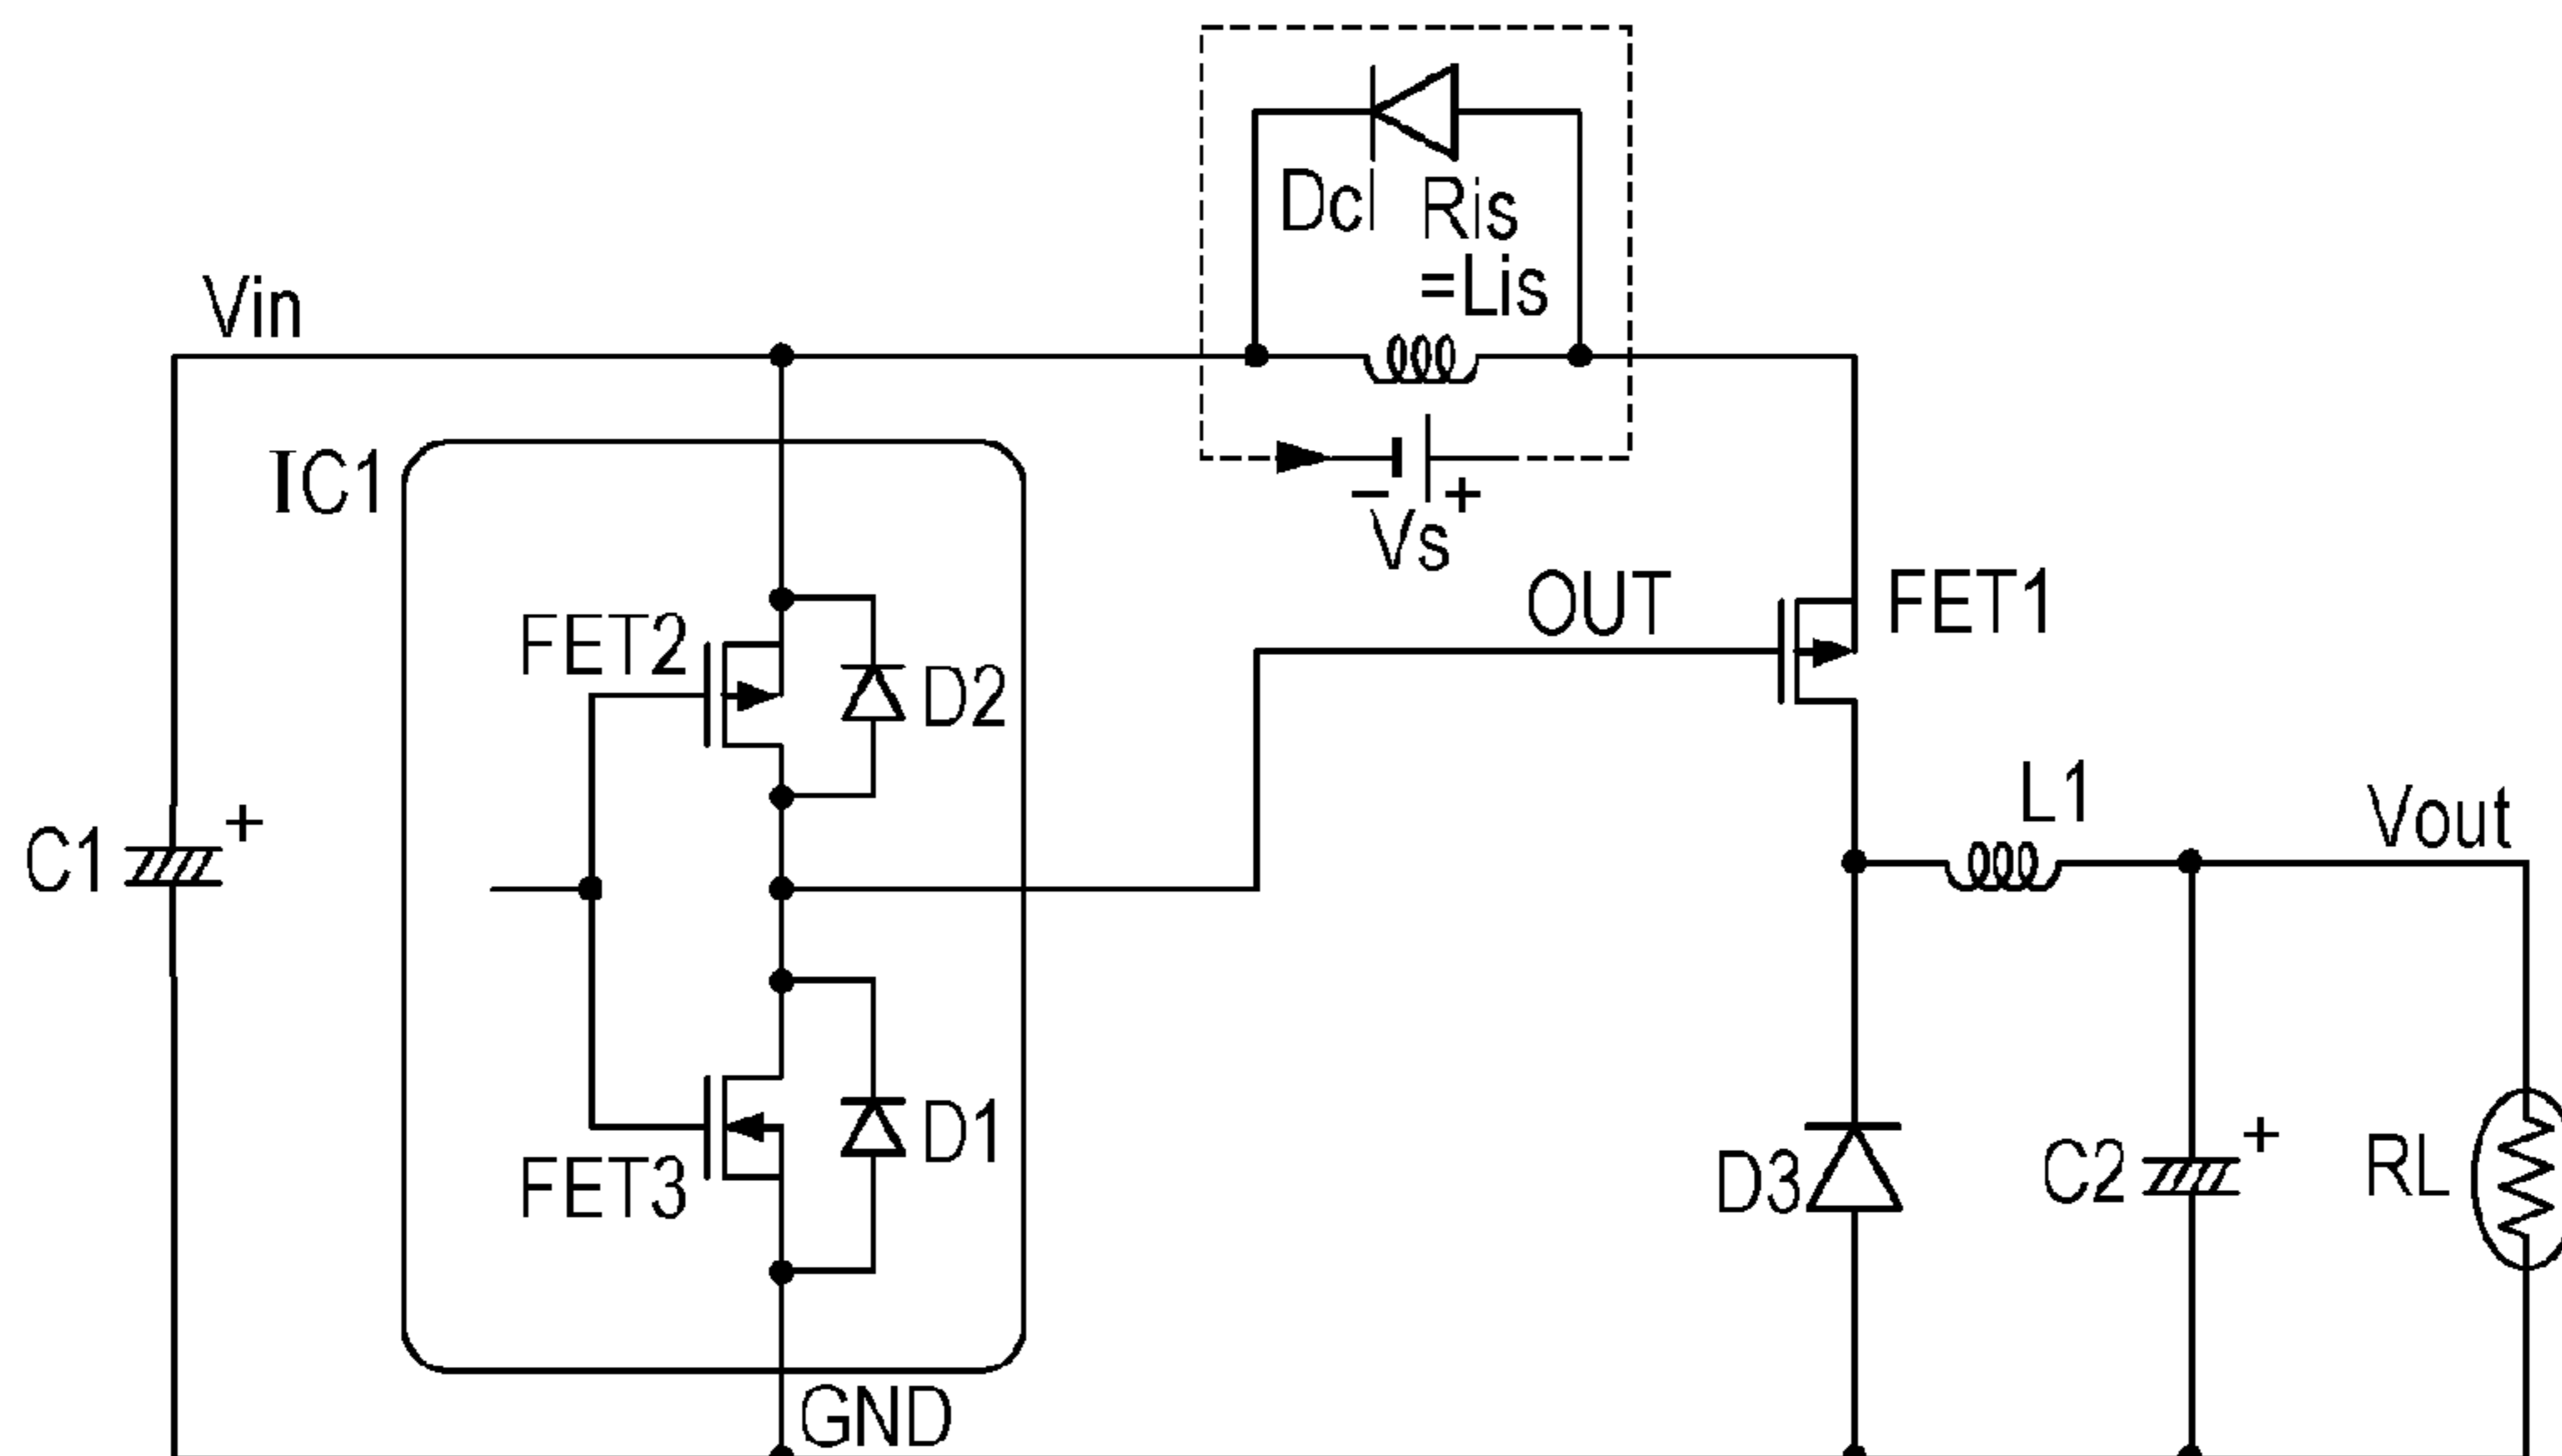 Dcl
Ris
=Lis
Vin
IC1
- +
Vs
OUT
FET1
FET2
D2
L1
Vout
C1 +
D1
FET3
D3
C2 +
RL
GND